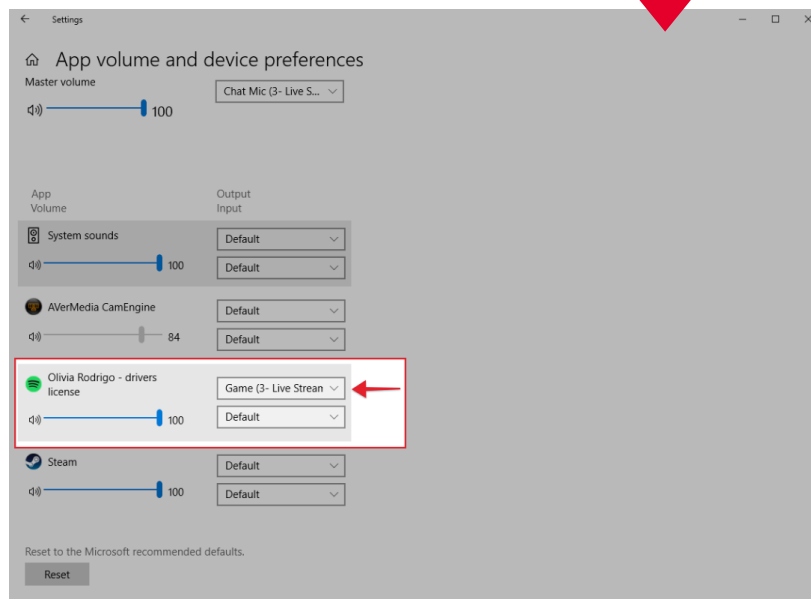 Settings
App volume and device preferences
Master volume
Chat Mic (3- Live S...
100
App
Volume
Output
Input
System sounds
Default
100
Default
AVerMedia CamEngine
Default
84
Default
Olivia Rodrigo - drivers
license
Game (3- Live Strean
100
Default
Steam
Default
100
Default
Reset to the Microsoft recommended defaults.
Reset